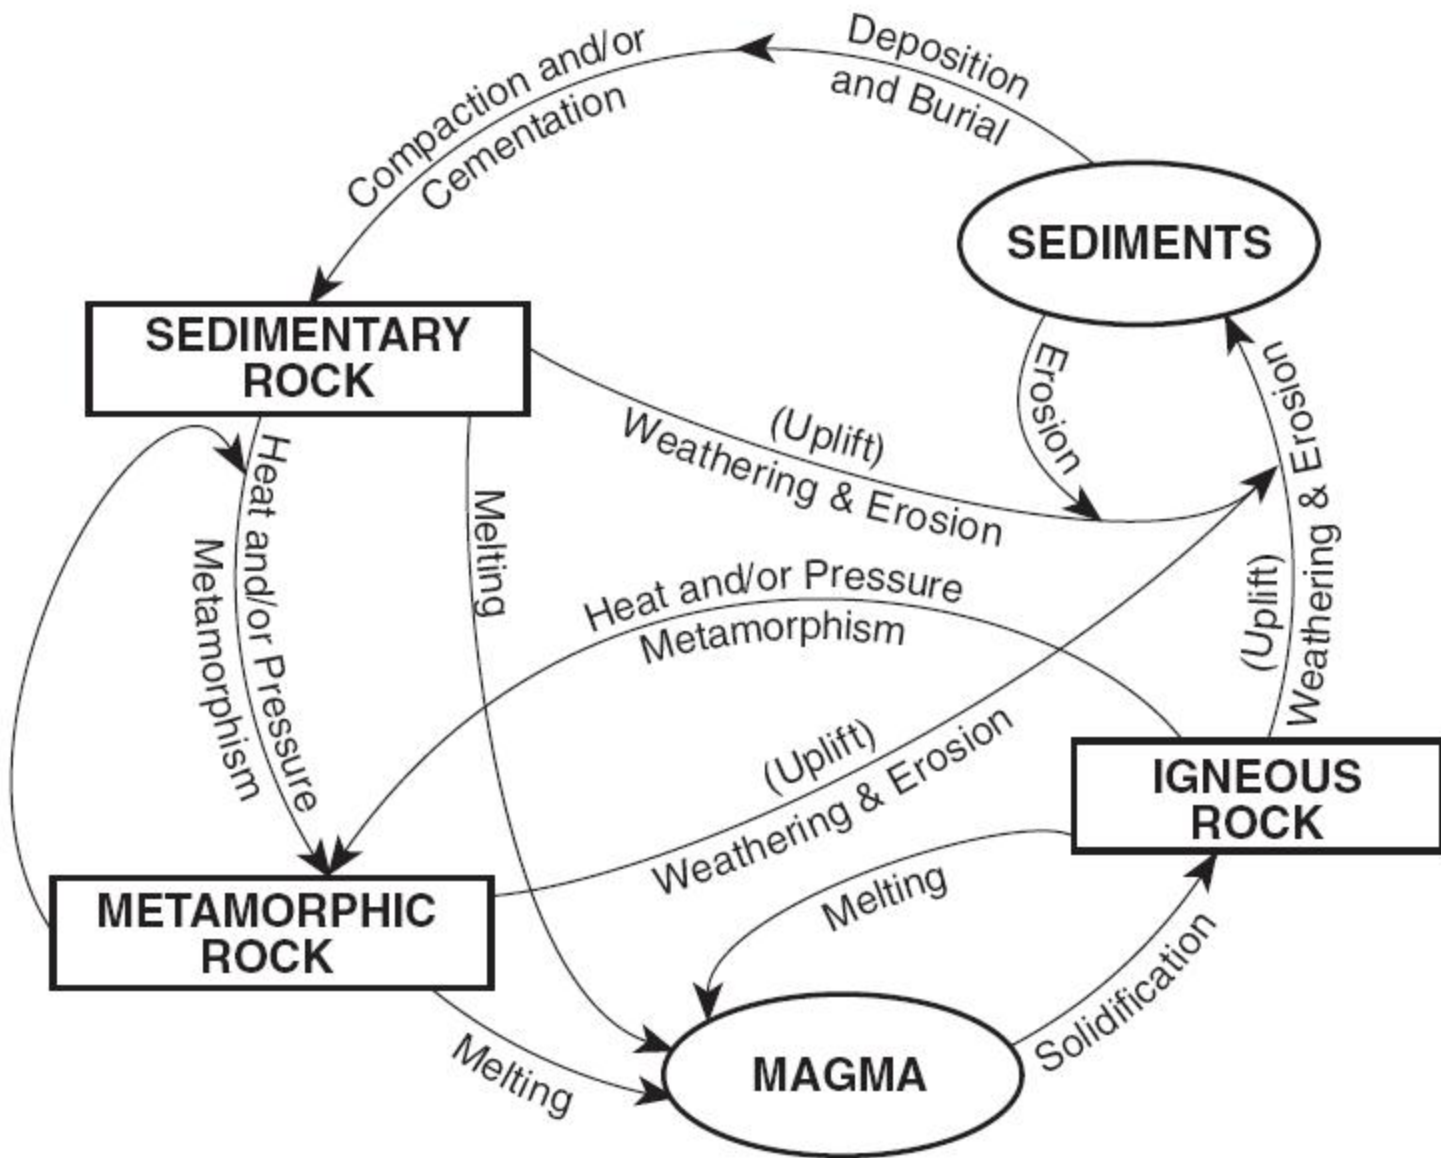 Deposition
and Burial
Compaction and/or
Cementation
SEDIMENTS
SEDIMENTARY
ROCK
Erosion
(Uplift)
Weathering & Erosion
(Uplift)
Weathering & Erosion
Heat and/or Pressure
Metamorphism
Melting
Heat and/or Pressure
Metamorphism
(Uplift)
Weathering & Erosion
IGNEOUS
ROCK
Melting
METAMORPHIC
ROCK
Solidification
Melting
MAGMA